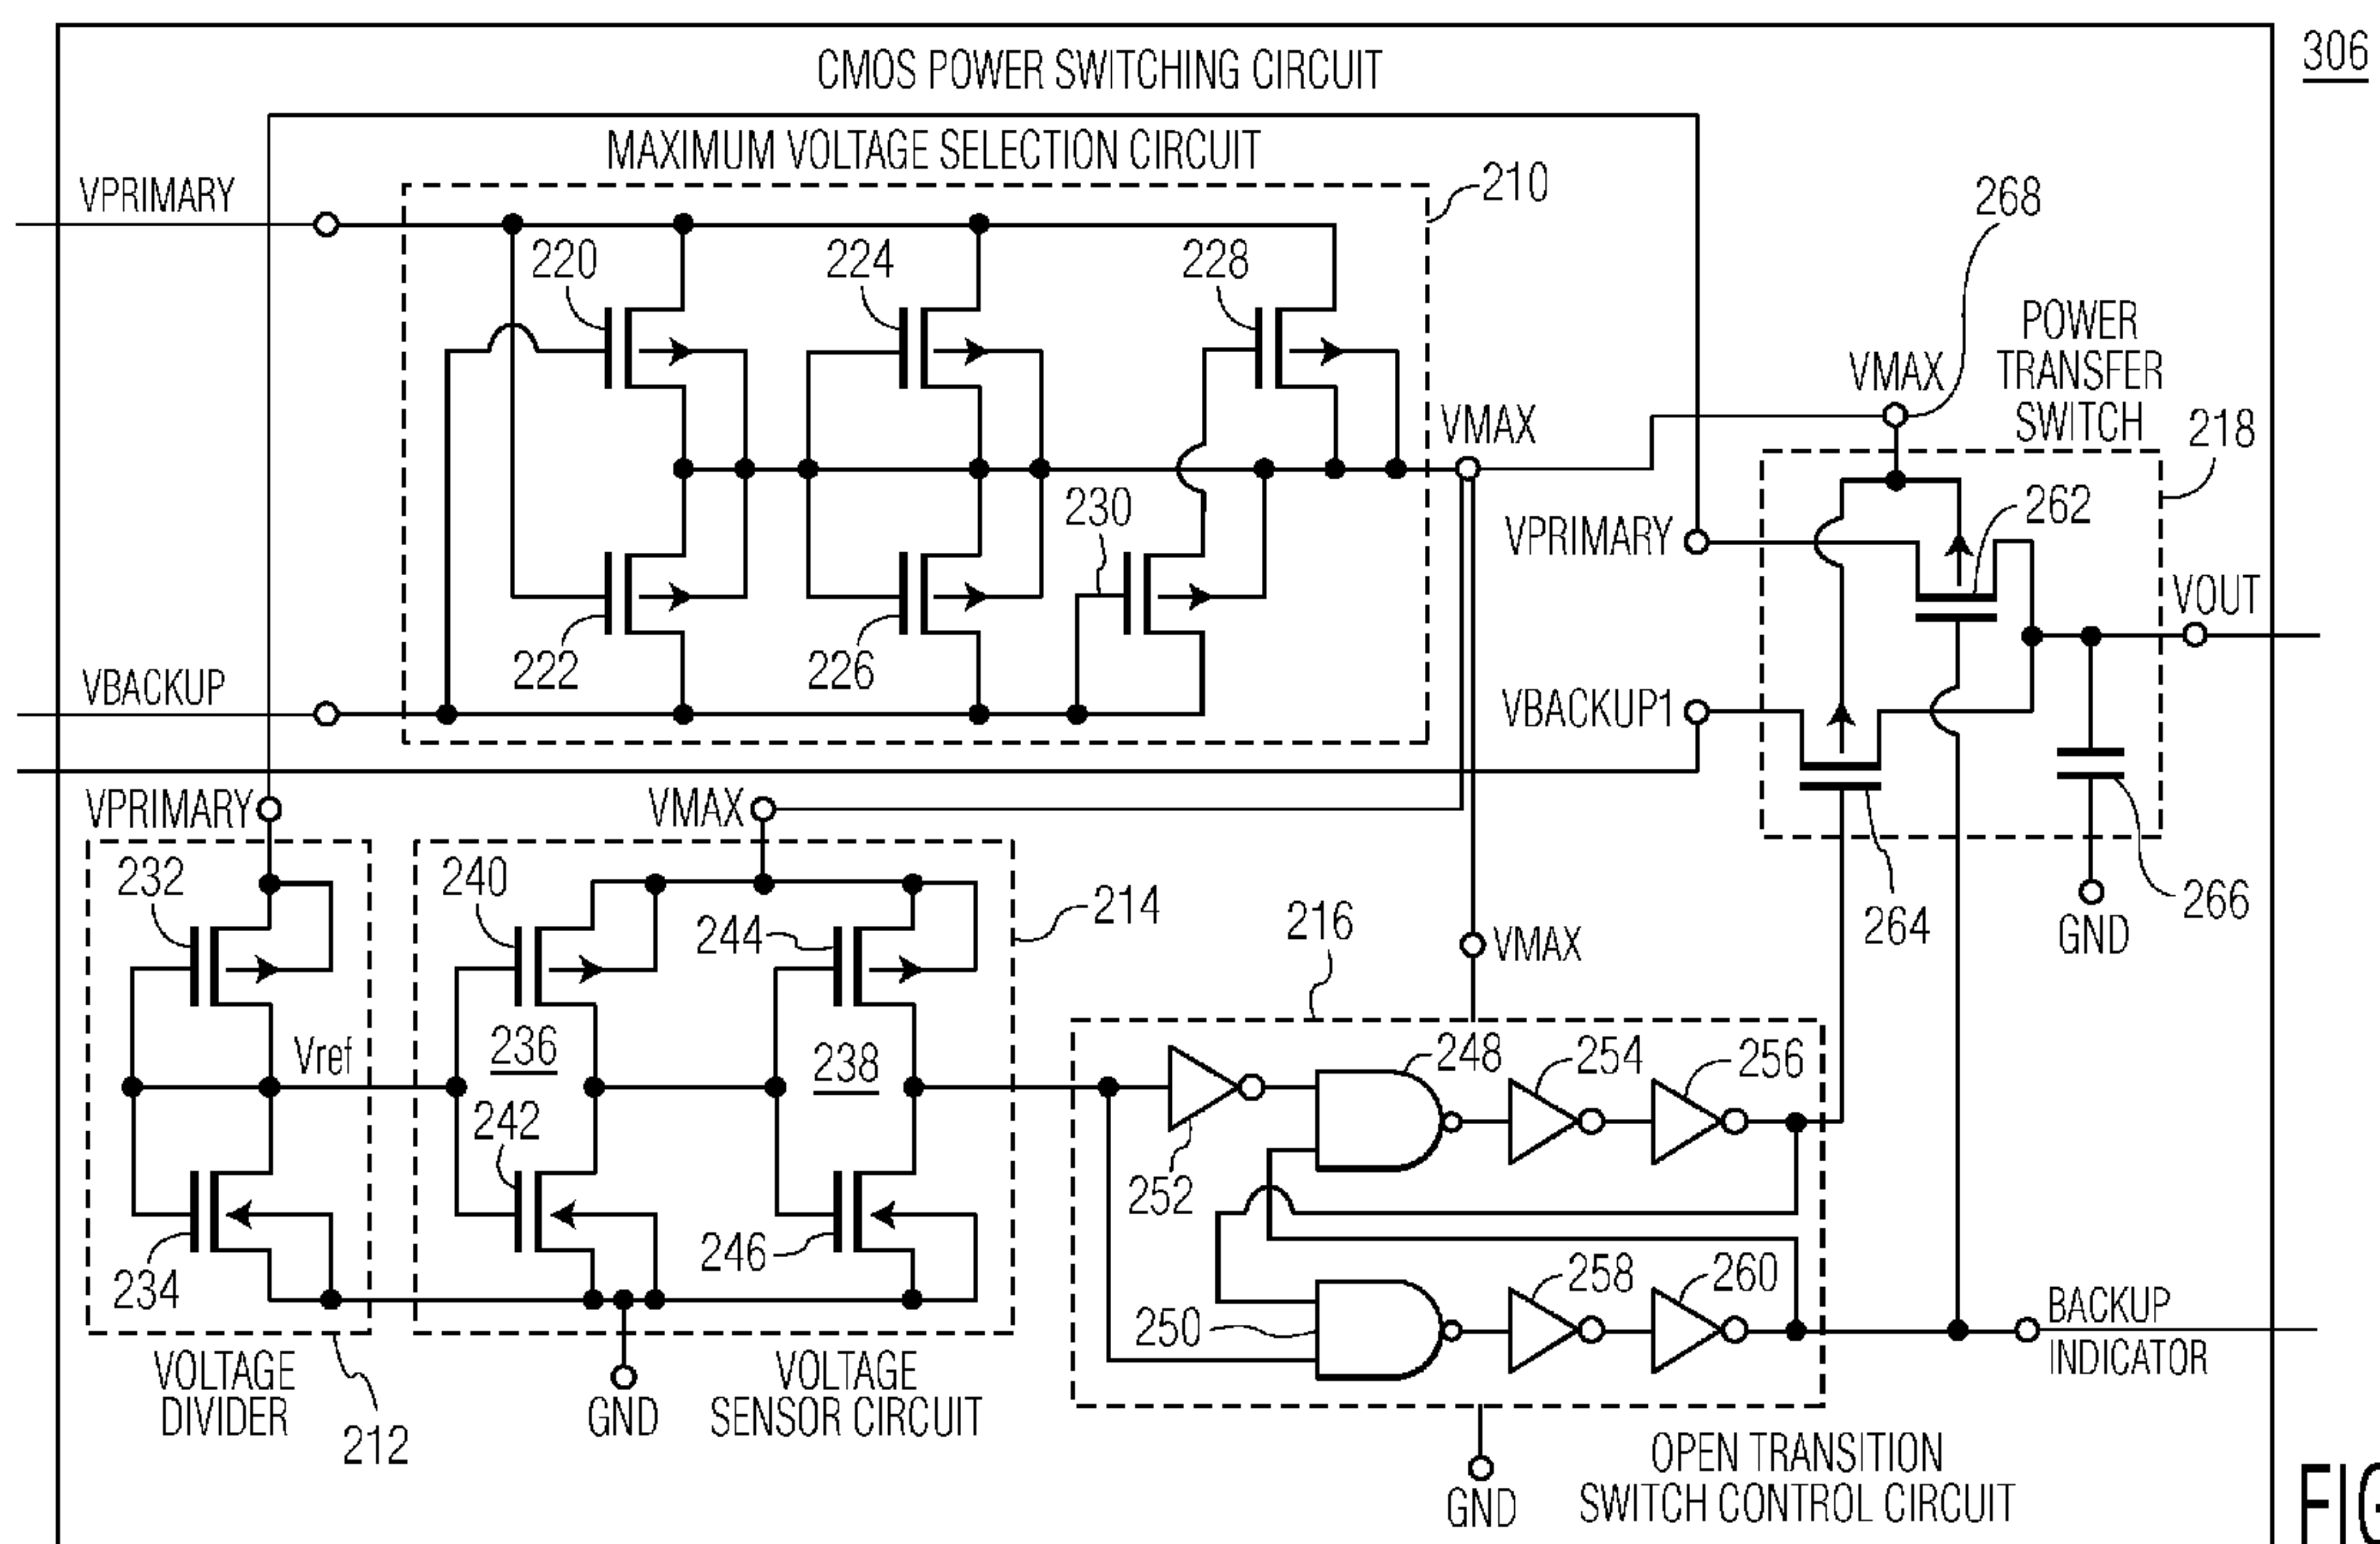 306
CMOS POWER SWITCHING CIRCUIT
MAXIMUM VOLTAGE SELECTION CIRCUIT
210
VPRIMARY
268
220
224
228
POWER
TRANSFER
SWITCH
VMAX
VMAX
218
230
262
VPRIMARY
VOUT
222
226
VBACKUP
VBACKUP1
VPRIMARY
VMAX
232
240
244
214
216
VMAX
264
266
GND
Vref
236
238
248
254
256
242
252
234
246
250
258
260
BACKUP
INDICATOR
VOLTAGE
DIVIDER
212
GND
VOLTAGE
SENSOR CIRCUIT
GND
OPEN TRANSITION
SWITCH CONTROL CIRCUIT